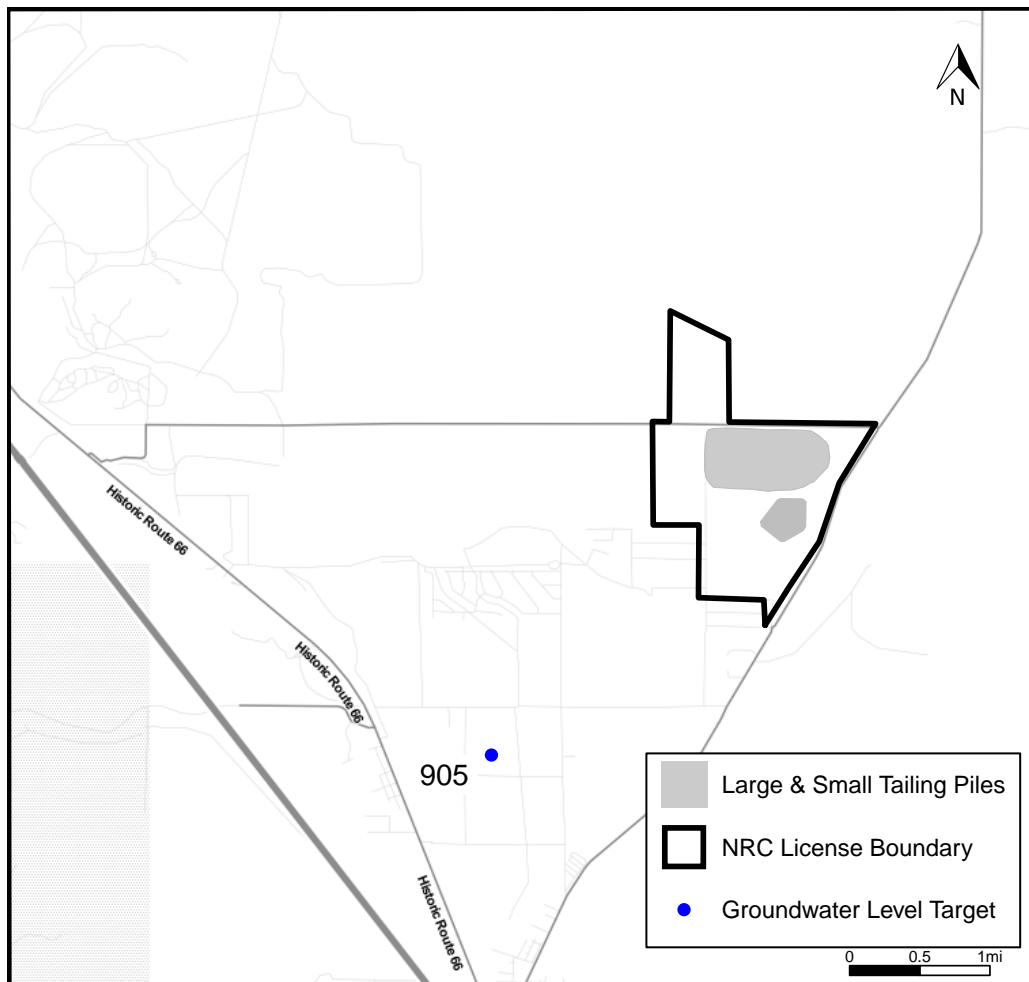 N
Historic Route 66
Historic Route 66
905
Historic Route 66
Large & Small Tailing Piles
NRC License Boundary
Groundwater Level Target
0 0.5 1mi